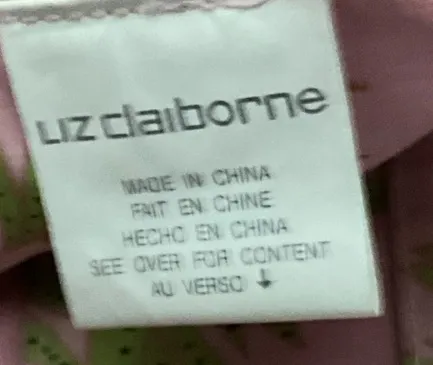 liz claiborne
MADE IN CHINA
FAIT EN CHINE
HECHO EN CHINA
SEE OVER FOR CONTENT
AU VERSO ↓